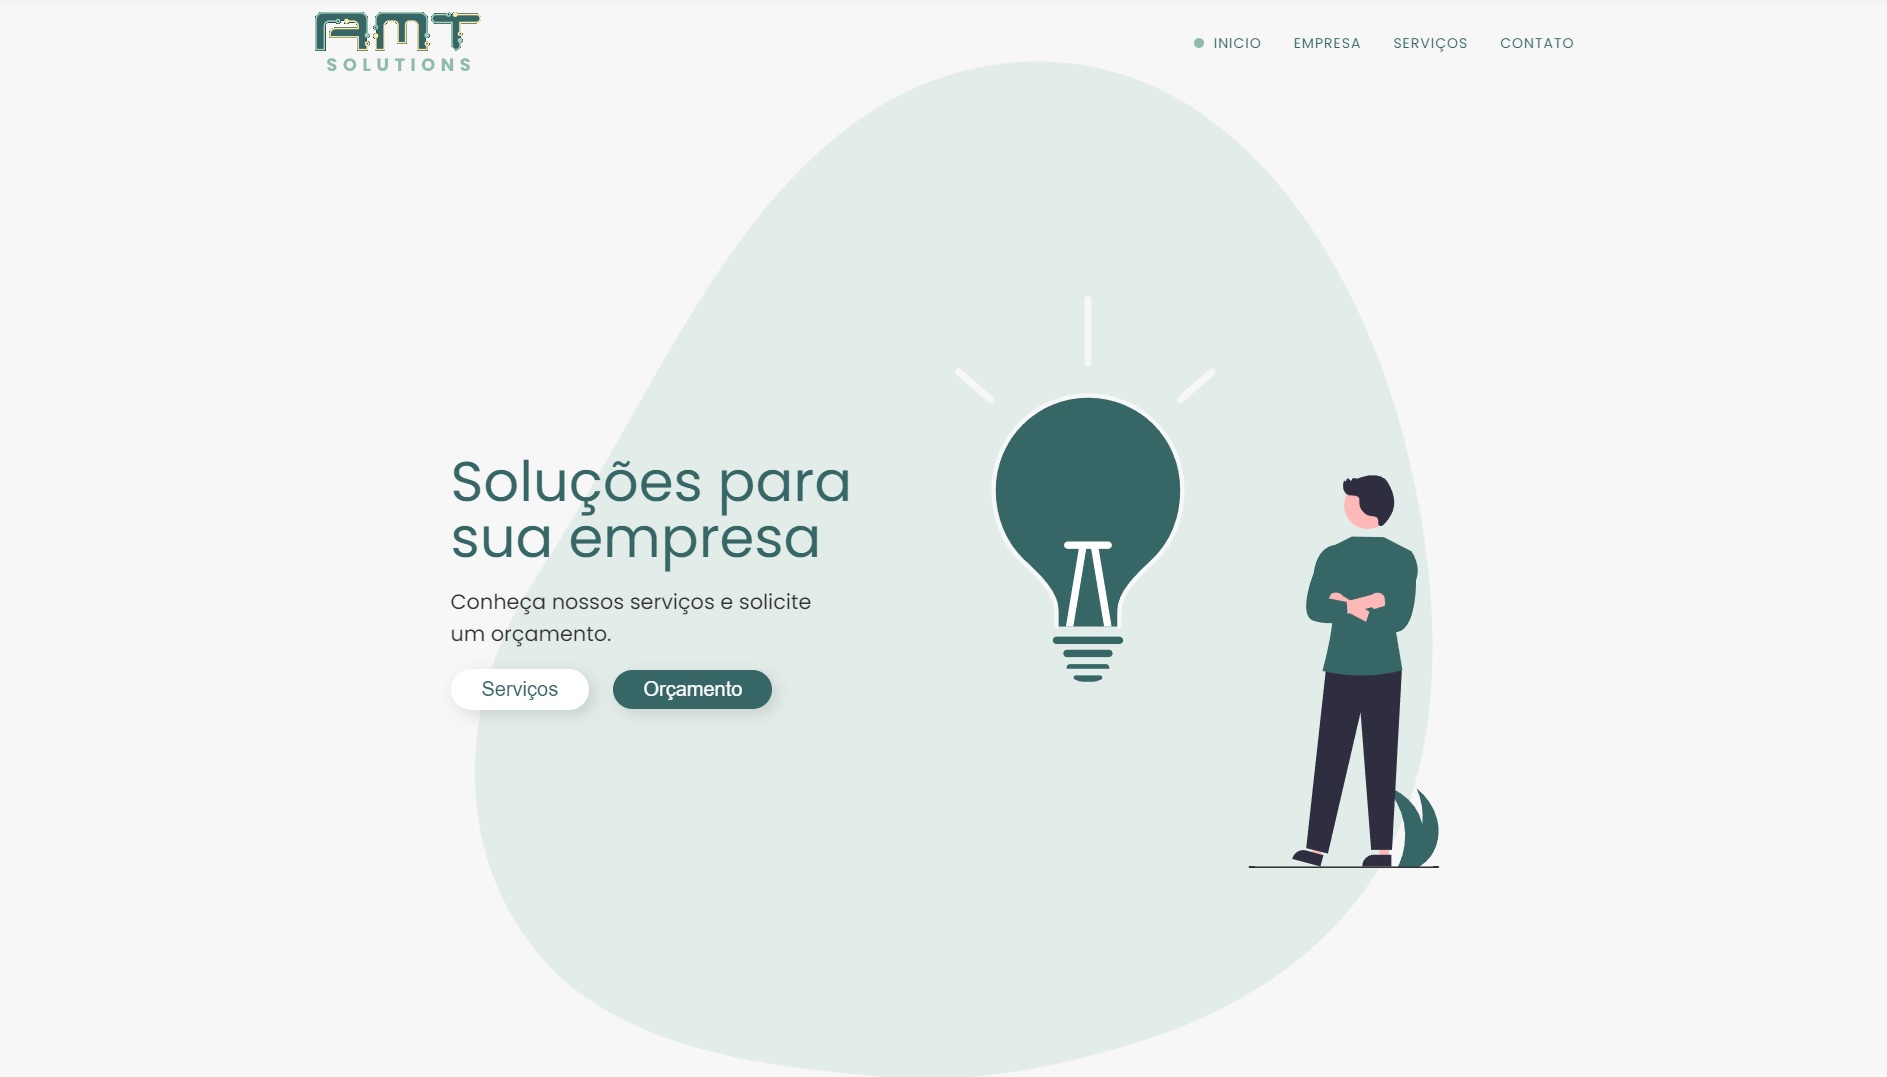 AMT
SOLUTIONS
INICIO
EMPRESA
SERVIÇOS
CONTATO
Soluções para
sua empresa
Conheça nossos serviços e solicite
um orçamento.
Serviços
Orçamento